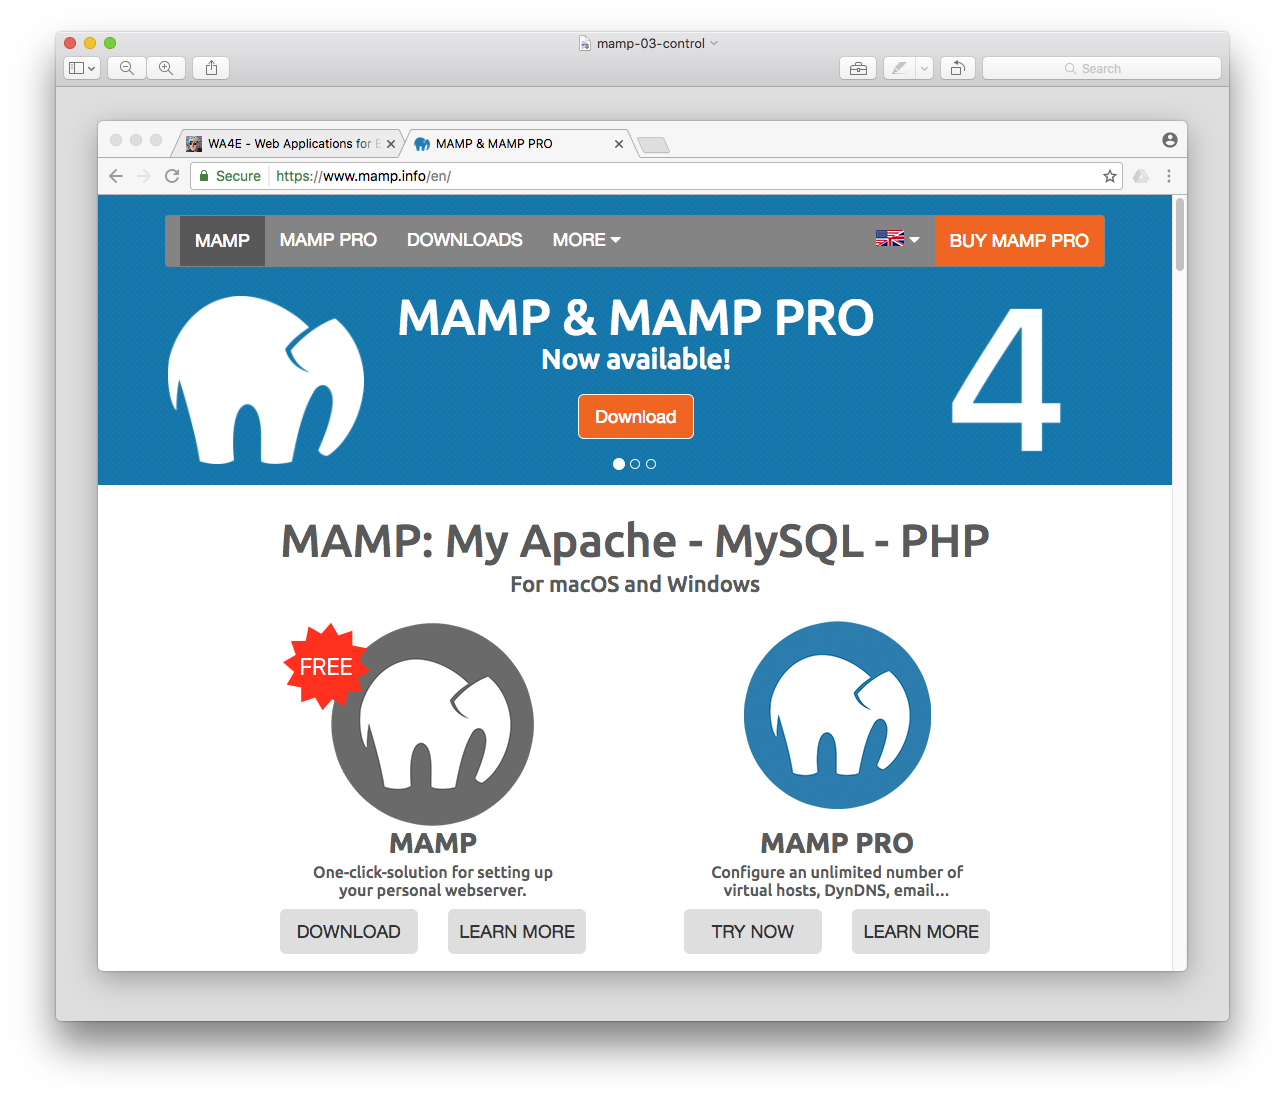 mamp-03-control
Search
WA4E - Web Applications for E
MAMP & MAMP PRO
Secure https://www.mamp.info/en/
MAMP MAMP PRO DOWNLOADS MORE BUY MAMP PRO
MAMP & MAMP PRO
Now available!
Download
4
MAMP: My Apache - MySQL - PHP
For macOS and Windows
FREE
MAMP
One-click-solution for setting up
your personal webserver.
DOWNLOAD LEARN MORE
MAMP PRO
Configure an unlimited number of
virtual hosts, DynDNS, email...
TRY NOW LEARN MORE